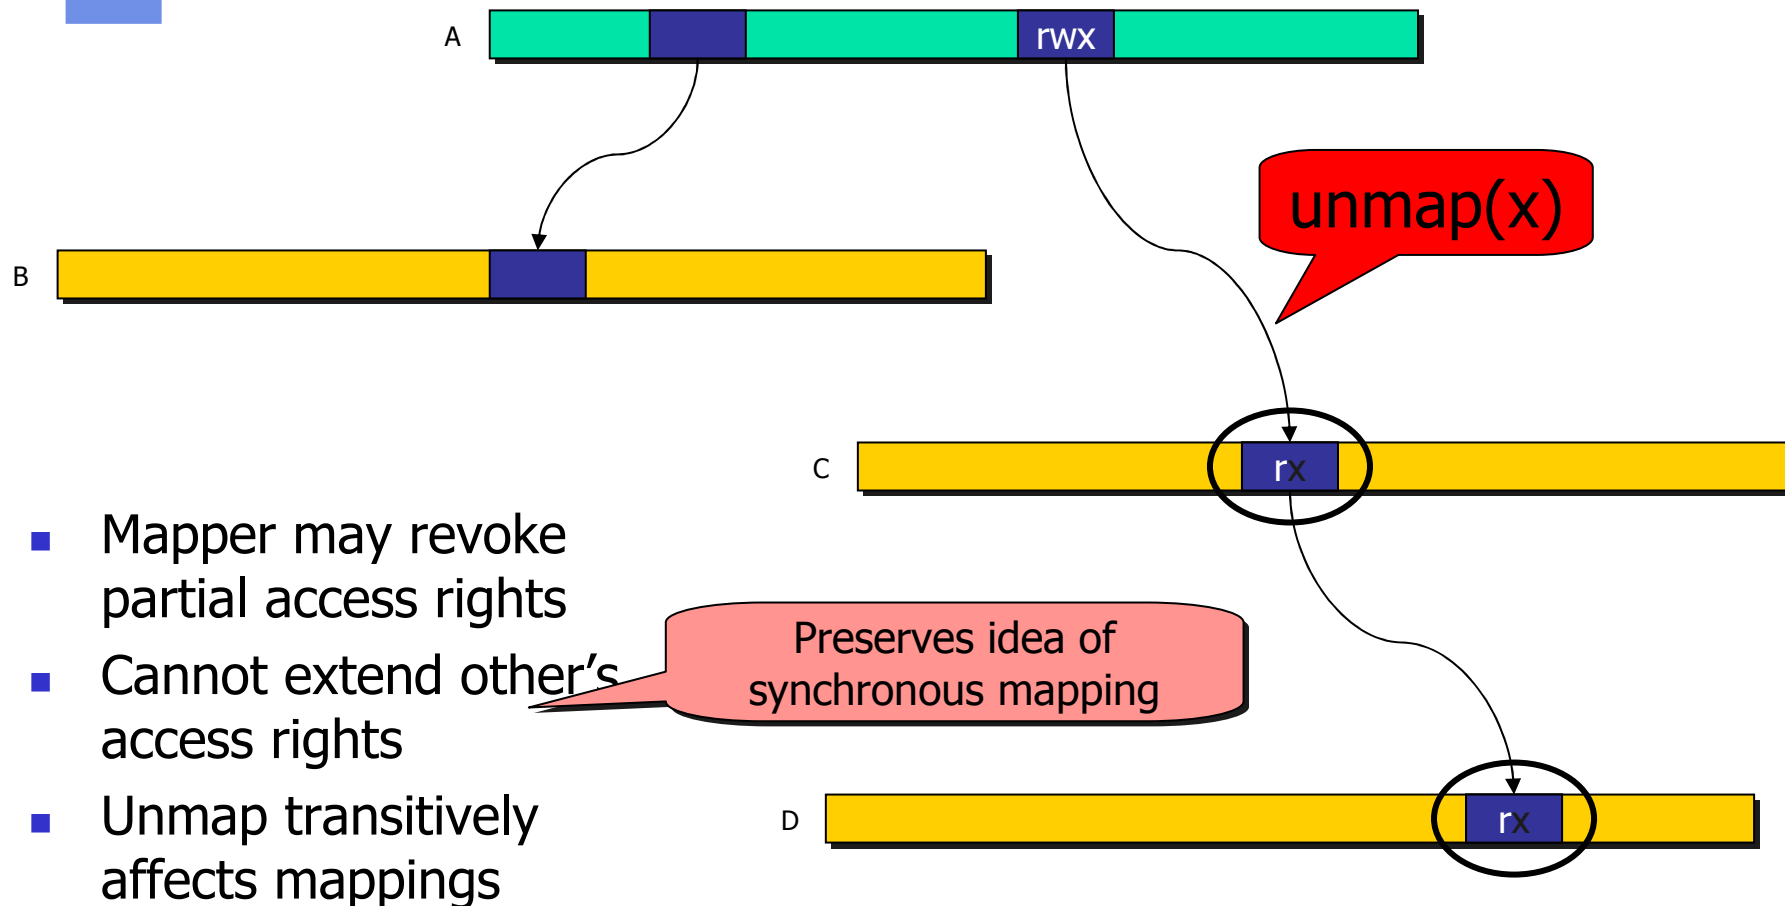 A
rwx
unmap(x)
B
C
rx
Mapper may revoke
partial access rights
Preserves idea of
synchronous mapping
Cannot extend other's
access rights
D
rx
Unmap transitively
affects mappings